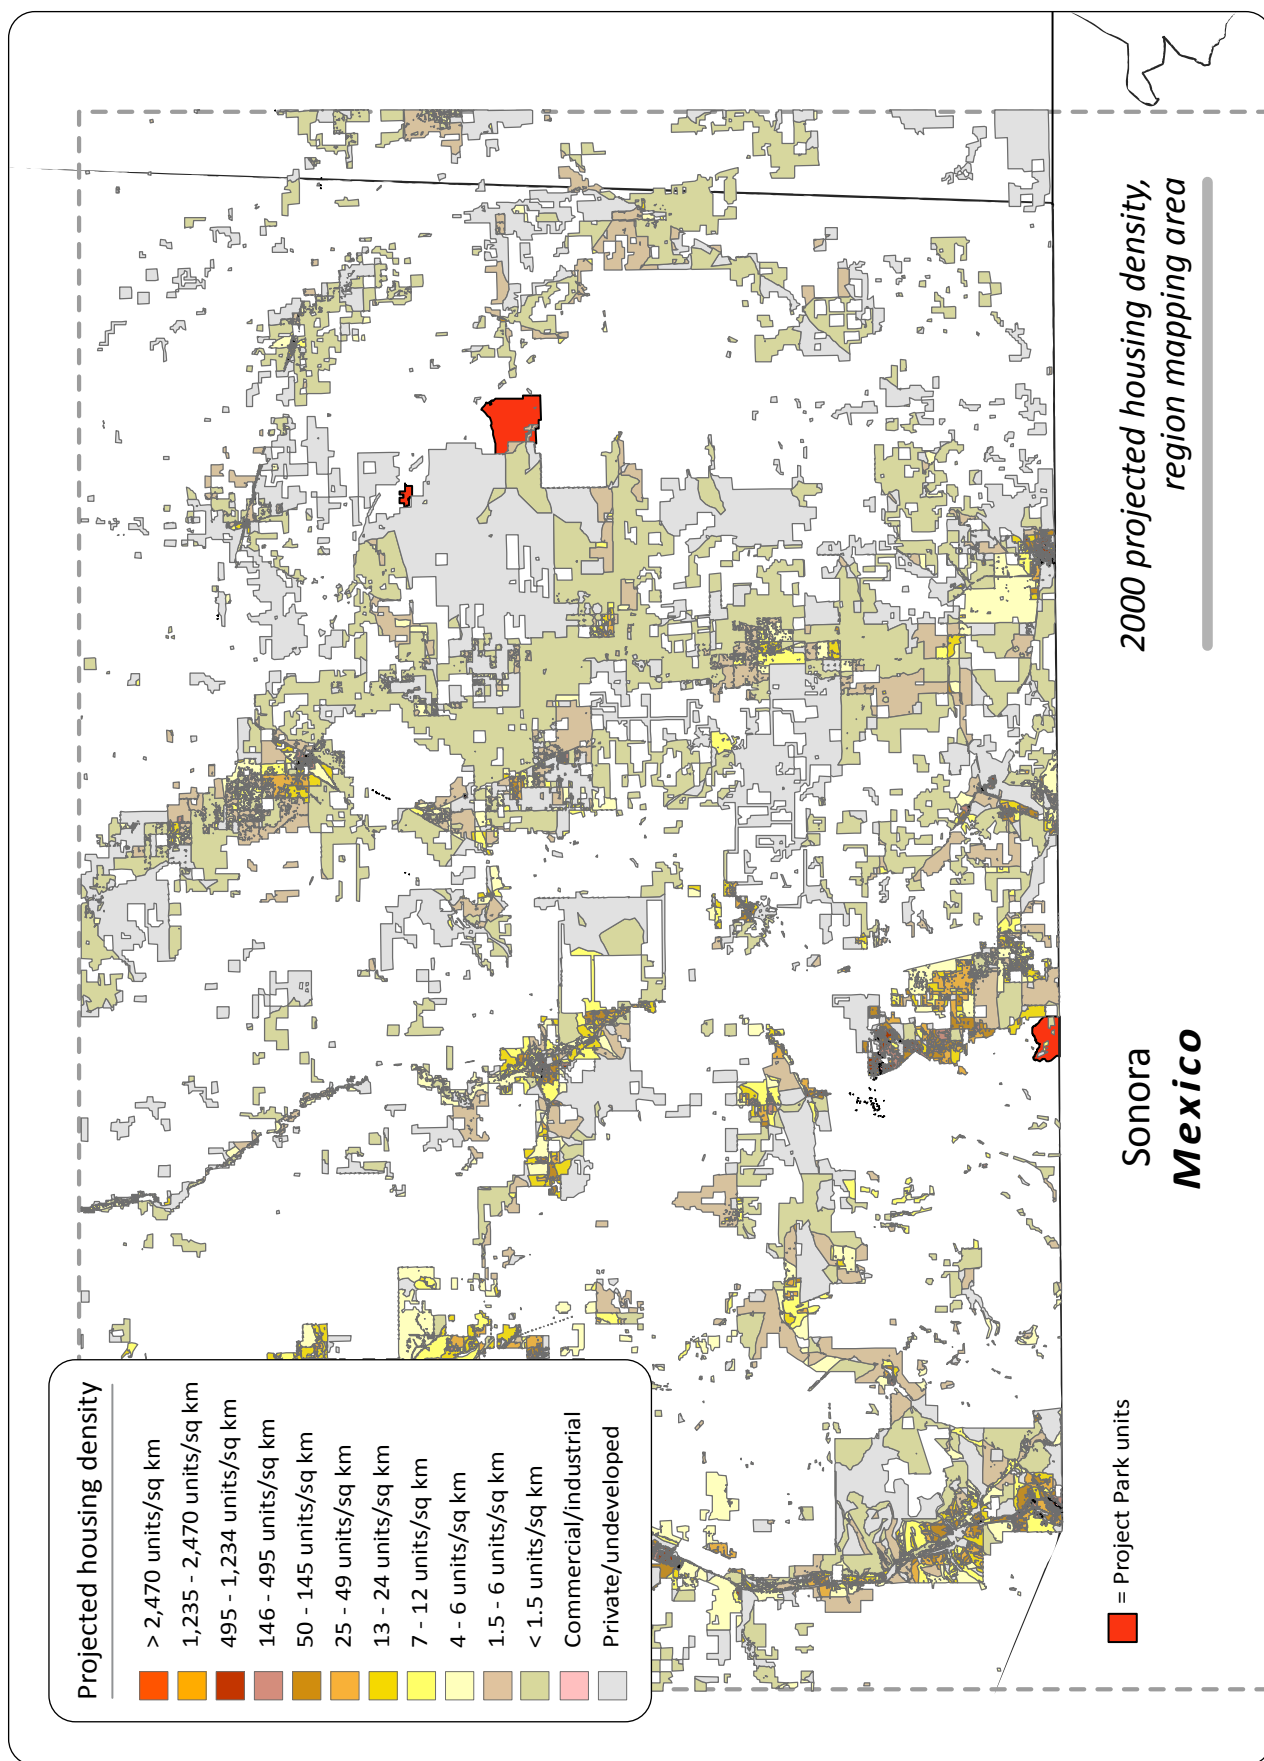 2000 projected housing density,
region mapping area
Projected housing density
> 2,470 units/sq km
1,235 - 2,470 units/sq km
495 - 1,234 units/sq km
146 - 495 units/sq km
50 - 145 units/sq km
25 - 49 units/sq km
13 - 24 units/sq km
7 - 12 units/sq km
4 - 6 units/sq km
1.5 - 6 units/sq km
< 1.5 units/sq km
Commercial/industrial
Private/undeveloped
Sonora
Mexico
= Project Park units